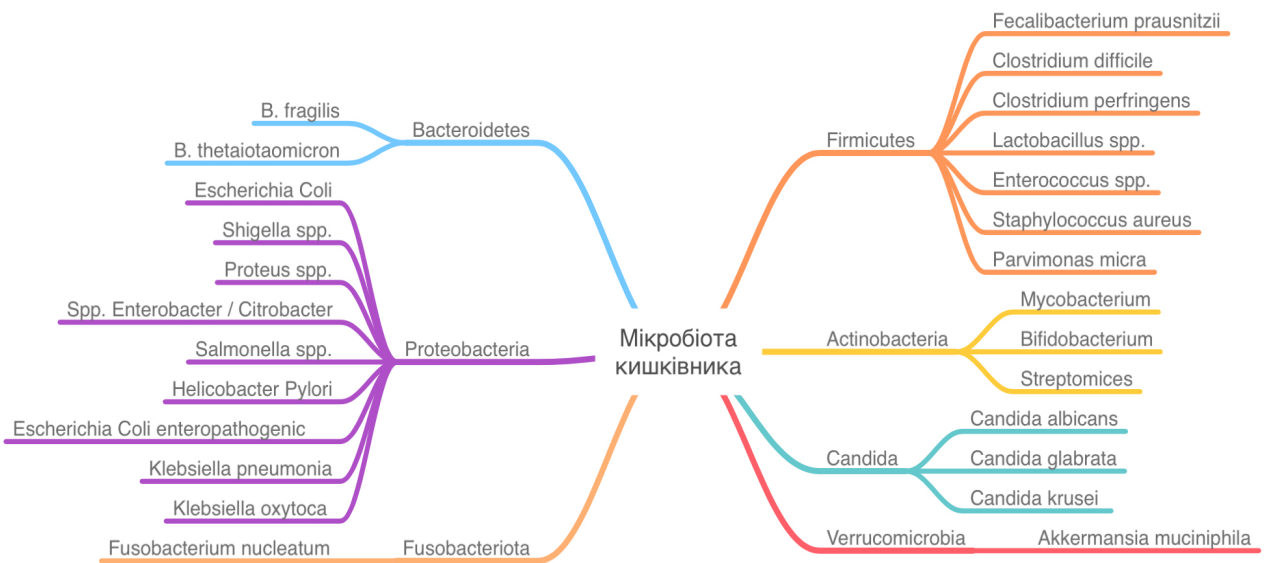 Мікробіота
кишківника
Bacteroidetes
B. fragilis
B. thetaiotaomicron
Proteobacteria
Escherichia Coli
Shigella spp.
Proteus spp.
Spp. Enterobacter / Citrobacter
Salmonella spp.
Helicobacter Pylori
Escherichia Coli enteropathogenic
Klebsiella pneumonia
Klebsiella oxytoca
Fusobacteriota
Fusobacterium nucleatum
Firmicutes
Fecalibacterium prausnitzii
Clostridium difficile
Clostridium perfringens
Lactobacillus spp.
Enterococcus spp.
Staphylococcus aureus
Parvimonas micra
Actinobacteria
Mycobacterium
Bifidobacterium
Streptomices
Candida
Candida albicans
Candida glabrata
Candida krusei
Verrucomicrobia
Akkermansia muciniphila